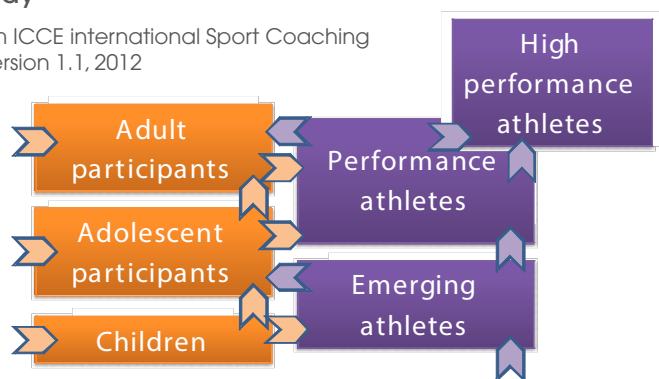 ICCE international Sport Coaching
version 1.1, 2012
High
performance
athletes
Adult
participants
Performance
athletes
Adolescent
participants
Emerging
athletes
Children